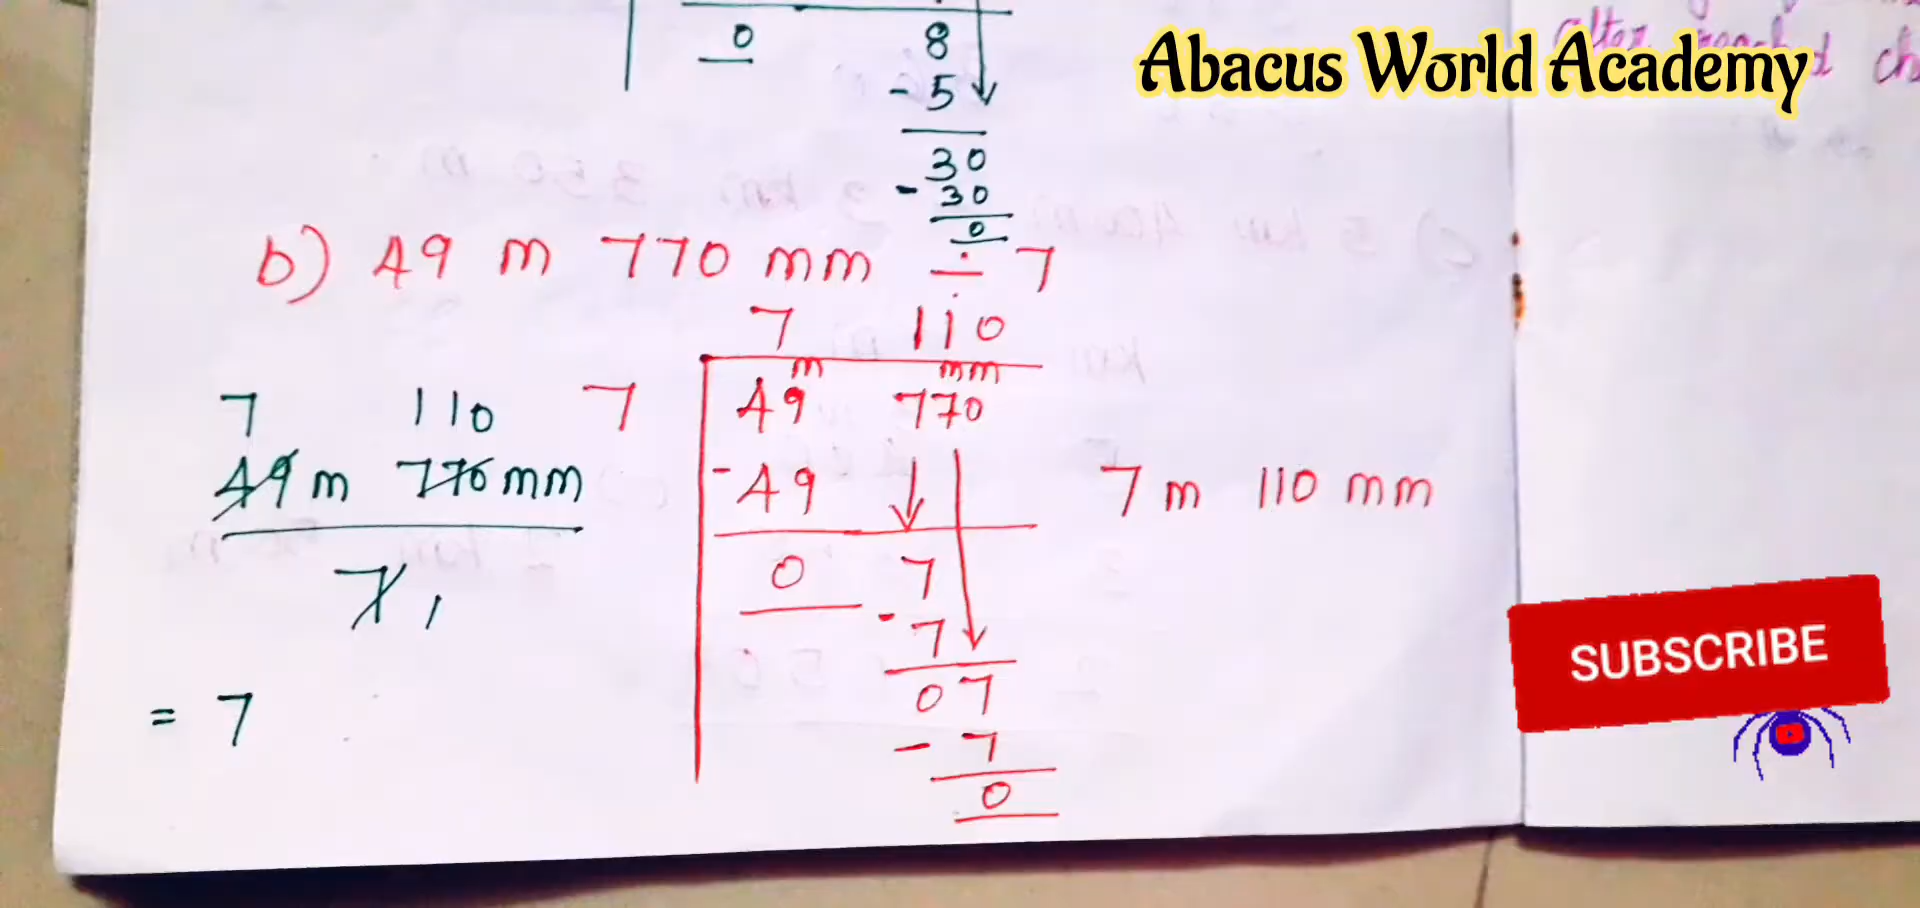 Abacus World Academy
0 8
- 5
30
- 30
0
b) 49 m 770 mm ÷ 7
7 110
m mm
7 49 770
- 49
0 7
- 7
07
- 7
0
7 110
49 m 770 mm
7 1
= 7
7 m 110 mm
SUBSCRIBE